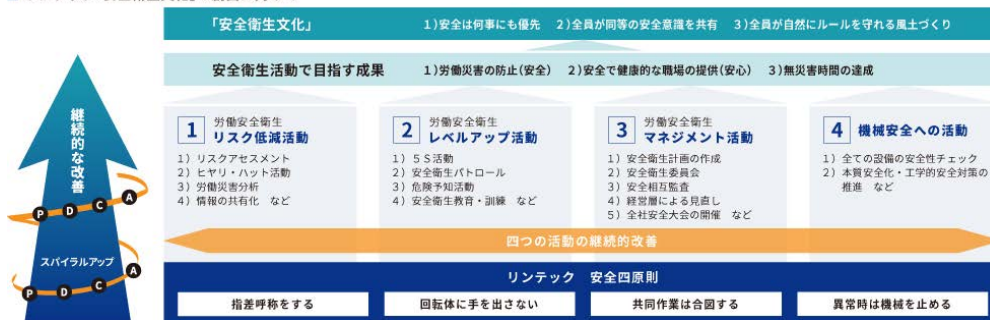 「安全衛生文化」 1）安全は何事にも優先 2）全員が同等の安全意識を共有 3）全員が自然にルールを守れる風土づくり
安全衛生活動で目指す成果 1）労働災害の防止（安全） 2）安全で健康的な職場の提供（安心） 3）無災害時間の達成
継続的な改善
P D C A
スパイラルアップ
P D C A
1 労働安全衛生
リスク低減活動
1）リスクアセスメント
2）ヒヤリ・ハット活動
3）労働災害分析
4）情報の共有化 など
2 労働安全衛生
レベルアップ活動
1）5S活動
2）安全衛生パトロール
3）危険予知活動
4）安全衛生教育・訓練 など
3 労働安全衛生
マネジメント活動
1）安全衛生計画の作成
2）安全衛生委員会
3）安全相互監査
4）経営層による見直し
5）全社安全大会の開催 など
4 機械安全への活動
1）全ての設備の安全性チェック
2）本質安全化・工学的安全対策の
推進 など
四つの活動の継続的改善
リンテック 安全四原則
指差呼称をする
回転体に手を出さない
共同作業は合図する
異常時は機械を止める